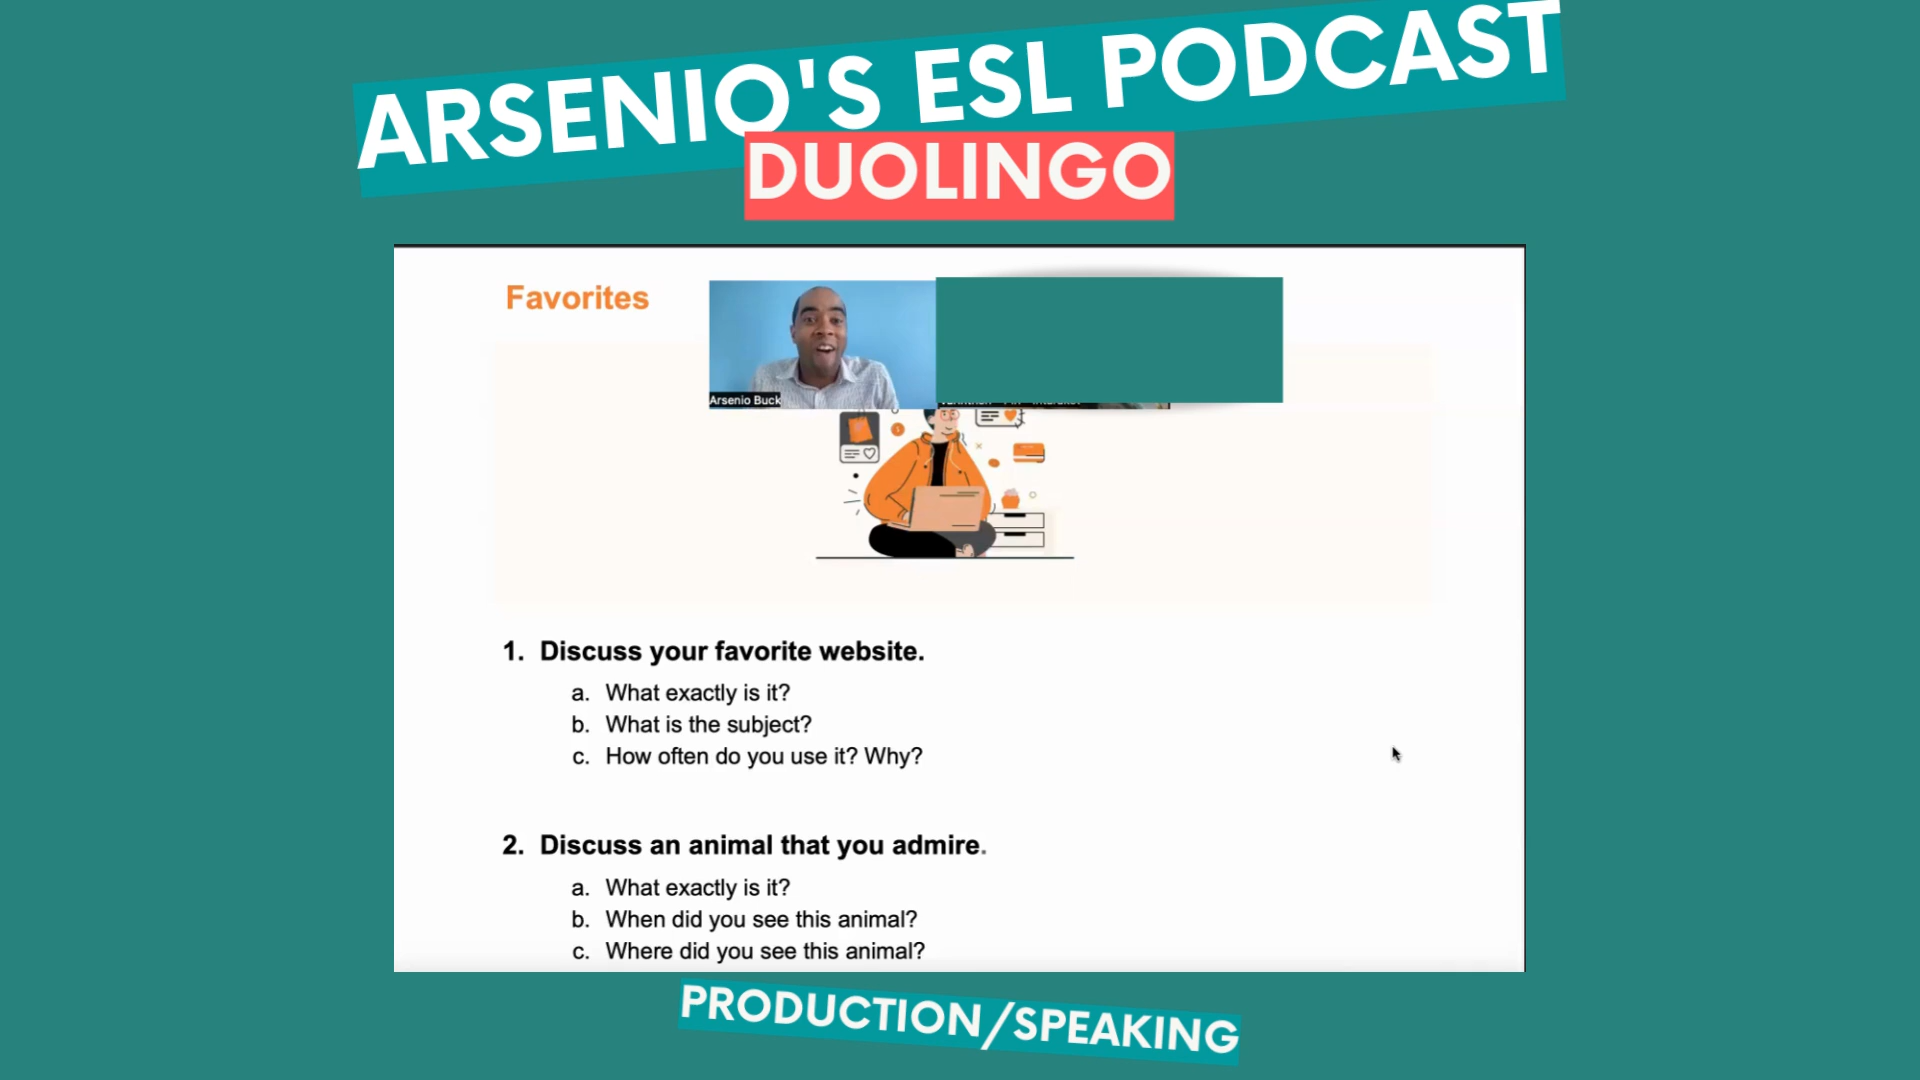 ARSENIO'S ESL PODCAST
DUOLINGO
Favorites
Arsenio Buck
1. Discuss your favorite website.
a. What exactly is it?
b. What is the subject?
c. How often do you use it? Why?
2. Discuss an animal that you admire.
a. What exactly is it?
b. When did you see this animal?
c. Where did you see this animal?
PRODUCTION/SPEAKING